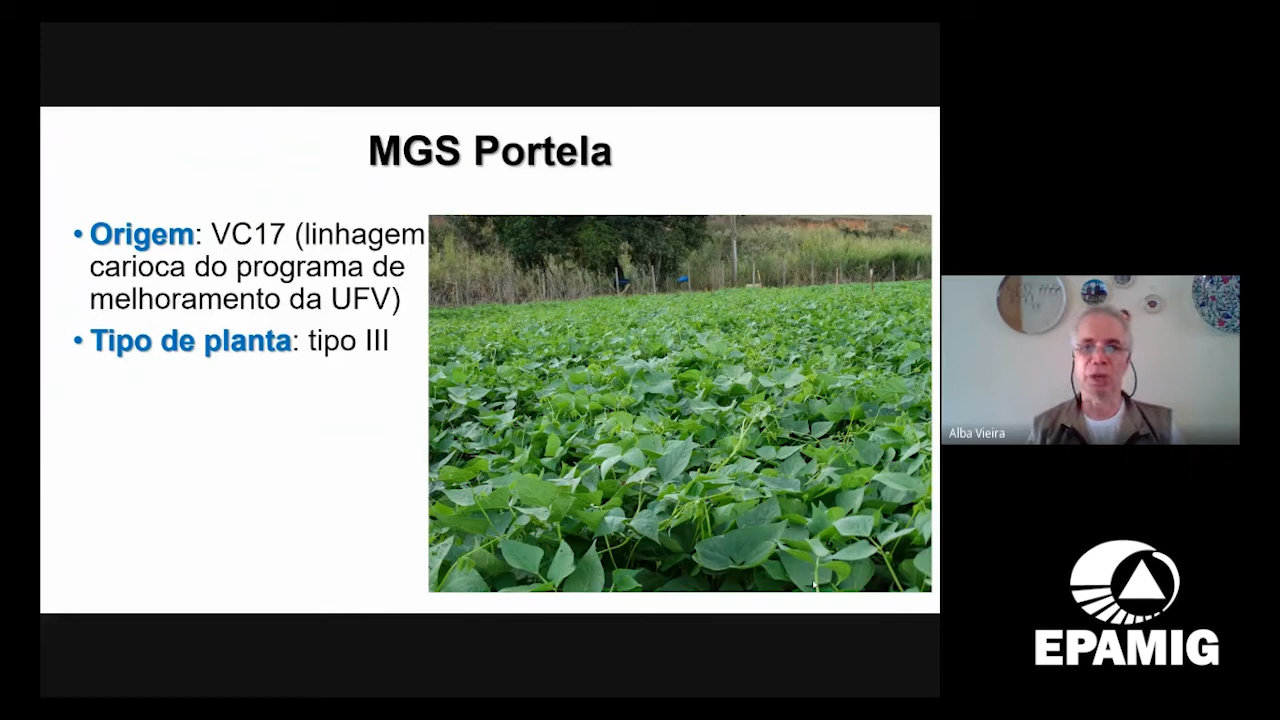 MGS Portela
• Origem: VC17 (linhagem
carioca do programa de
melhoramento da UFV)
• Tipo de planta: tipo III
Alba Vieira
EPAMIG